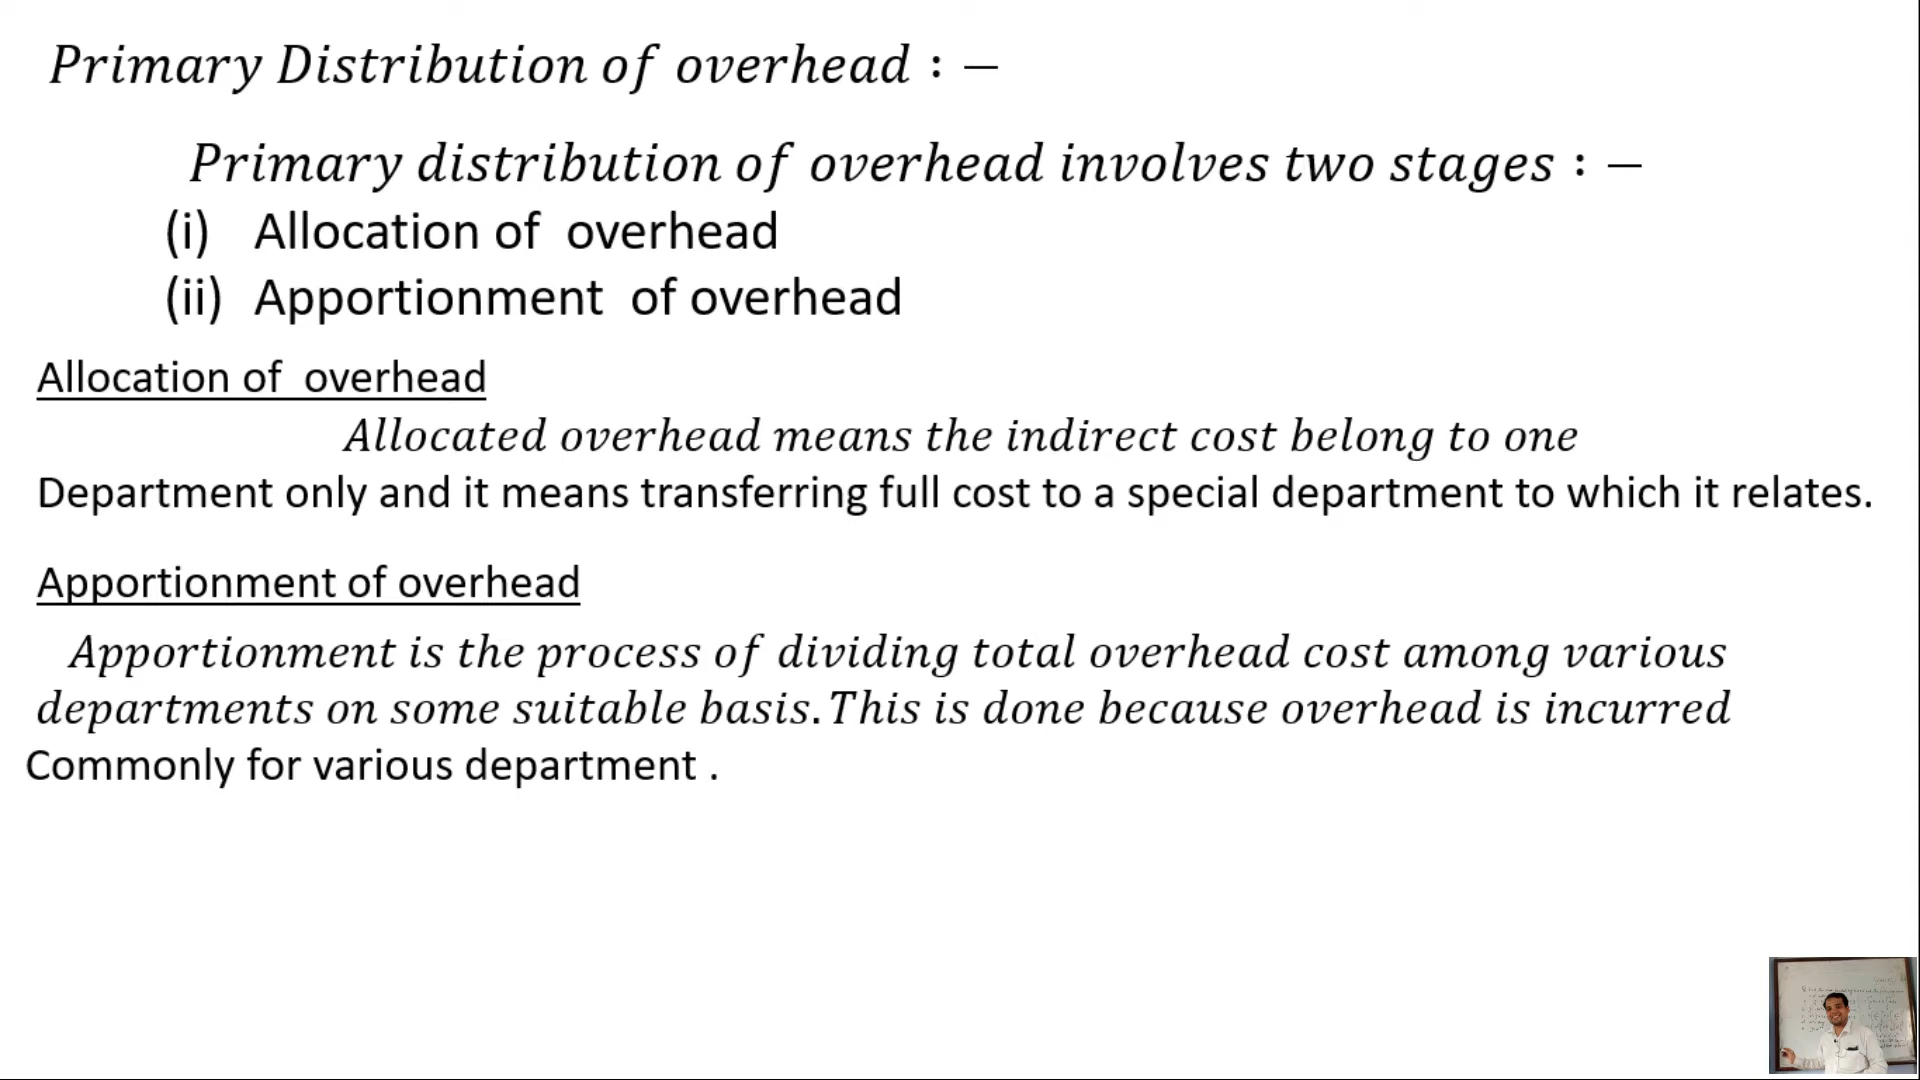 Primary Distribution of overhead : −
Primary distribution of overhead involves two stages : −
(i) Allocation of overhead
(ii) Apportionment of overhead
Allocation of overhead
Allocated overhead means the indirect cost belong to one
Department only and it means transferring full cost to a special department to which it relates.
Apportionment of overhead
Apportionment is the process of dividing total overhead cost among various
departments on some suitable basis. This is done because overhead is incurred
Commonly for various department .